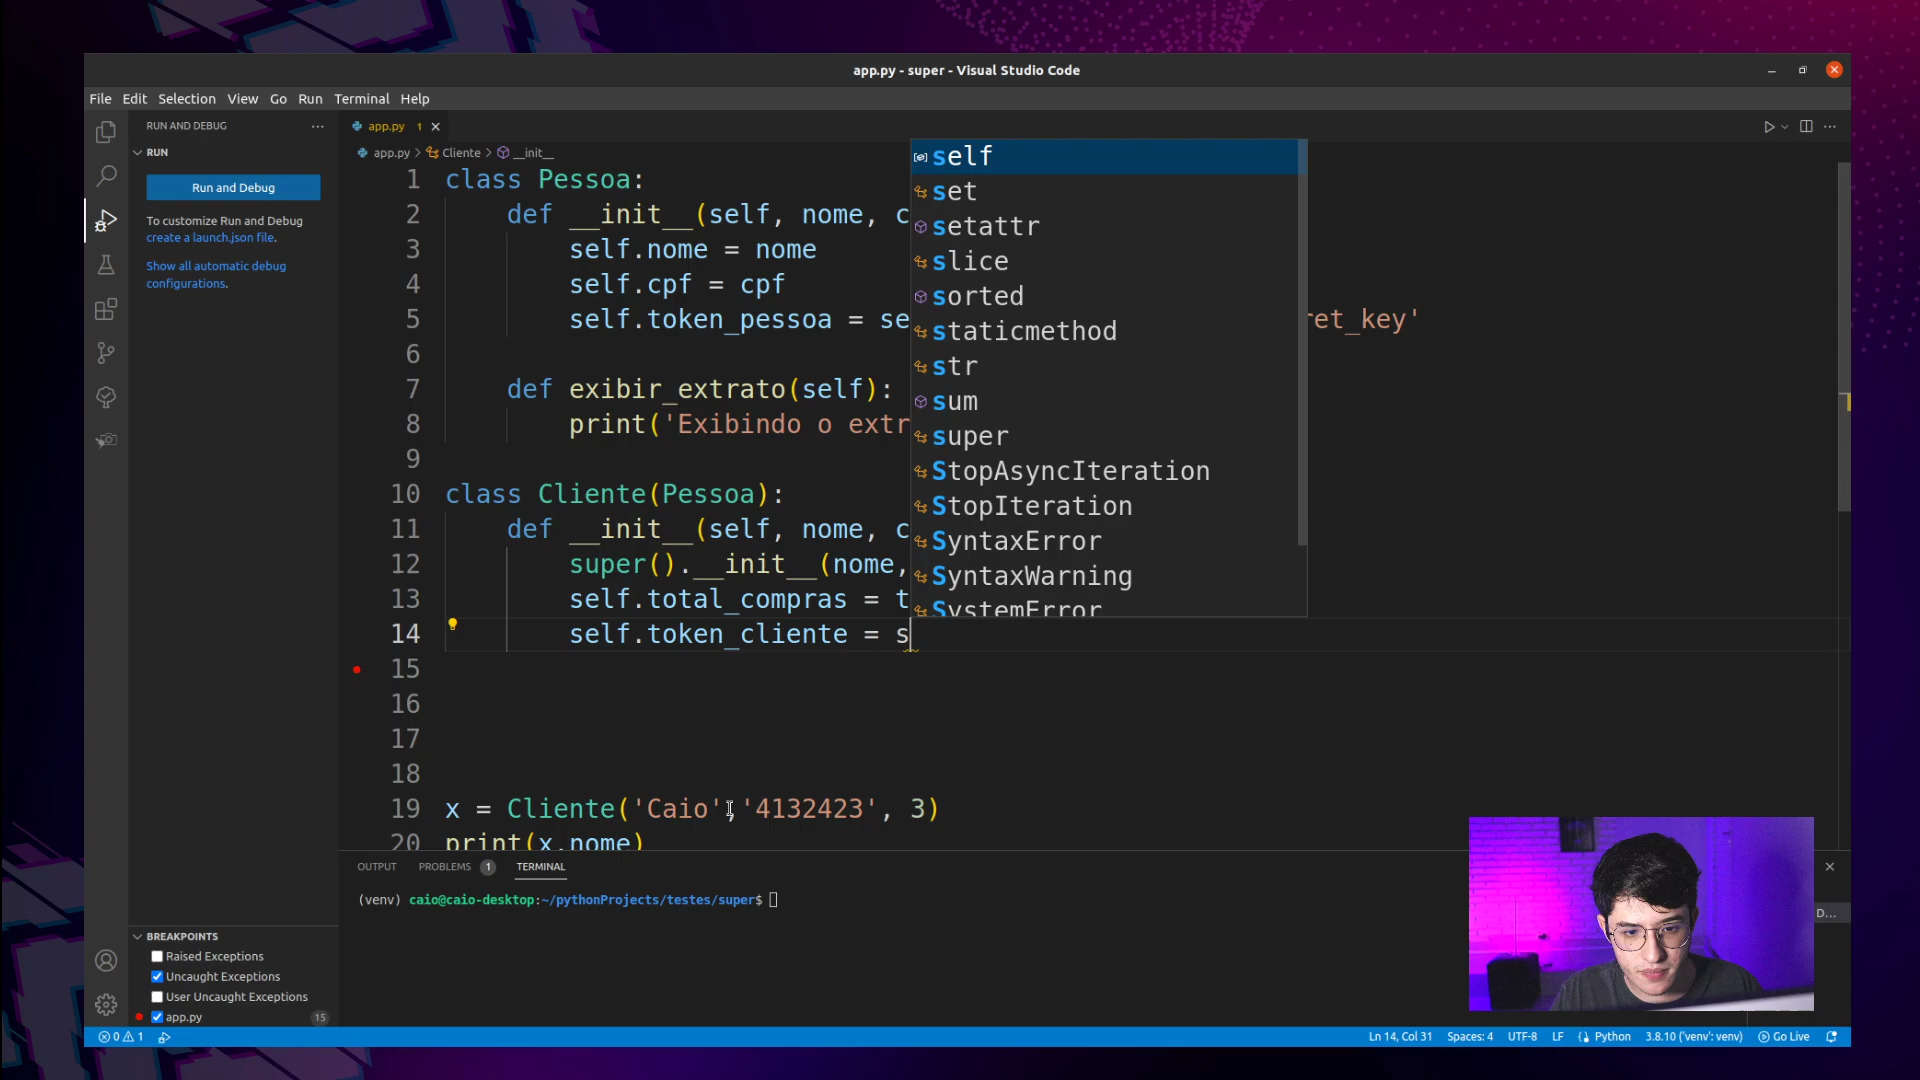 app.py - super - Visual Studio Code
File Edit Selection View Go Run Terminal Help
RUN AND DEBUG ...
app.py 1
RUN
app.py > Cliente > __init__
Run and Debug
To customize Run and Debug
create a launch.json file.
Show all automatic debug
configurations.
1 class Pessoa:
2 def __init__(self, nome, c
3 self.nome = nome
4 self.cpf = cpf
5 self.token_pessoa = se ret_key'
6
7 def exibir_extrato(self):
8 print('Exibindo o extr
9
10 class Cliente(Pessoa):
11 def __init__(self, nome, c
12 super().__init__(nome,
13 self.total_compras = t
14 self.token_cliente = s
15
16
17
18
19 x = Cliente('Caio','4132423', 3)
20 print(x.nome)
self
set
setattr
slice
sorted
staticmethod
str
sum
super
StopAsyncIteration
StopIteration
SyntaxError
SyntaxWarning
SystemError
OUTPUT PROBLEMS 1 TERMINAL
(venv) caio@caio-desktop:~/pythonProjects/testes/super$
D...
BREAKPOINTS
Raised Exceptions
Uncaught Exceptions
User Uncaught Exceptions
app.py 15
0 1
Ln 14, Col 31 Spaces: 4 UTF-8 LF Python 3.8.10 ('venv': venv) Go Live